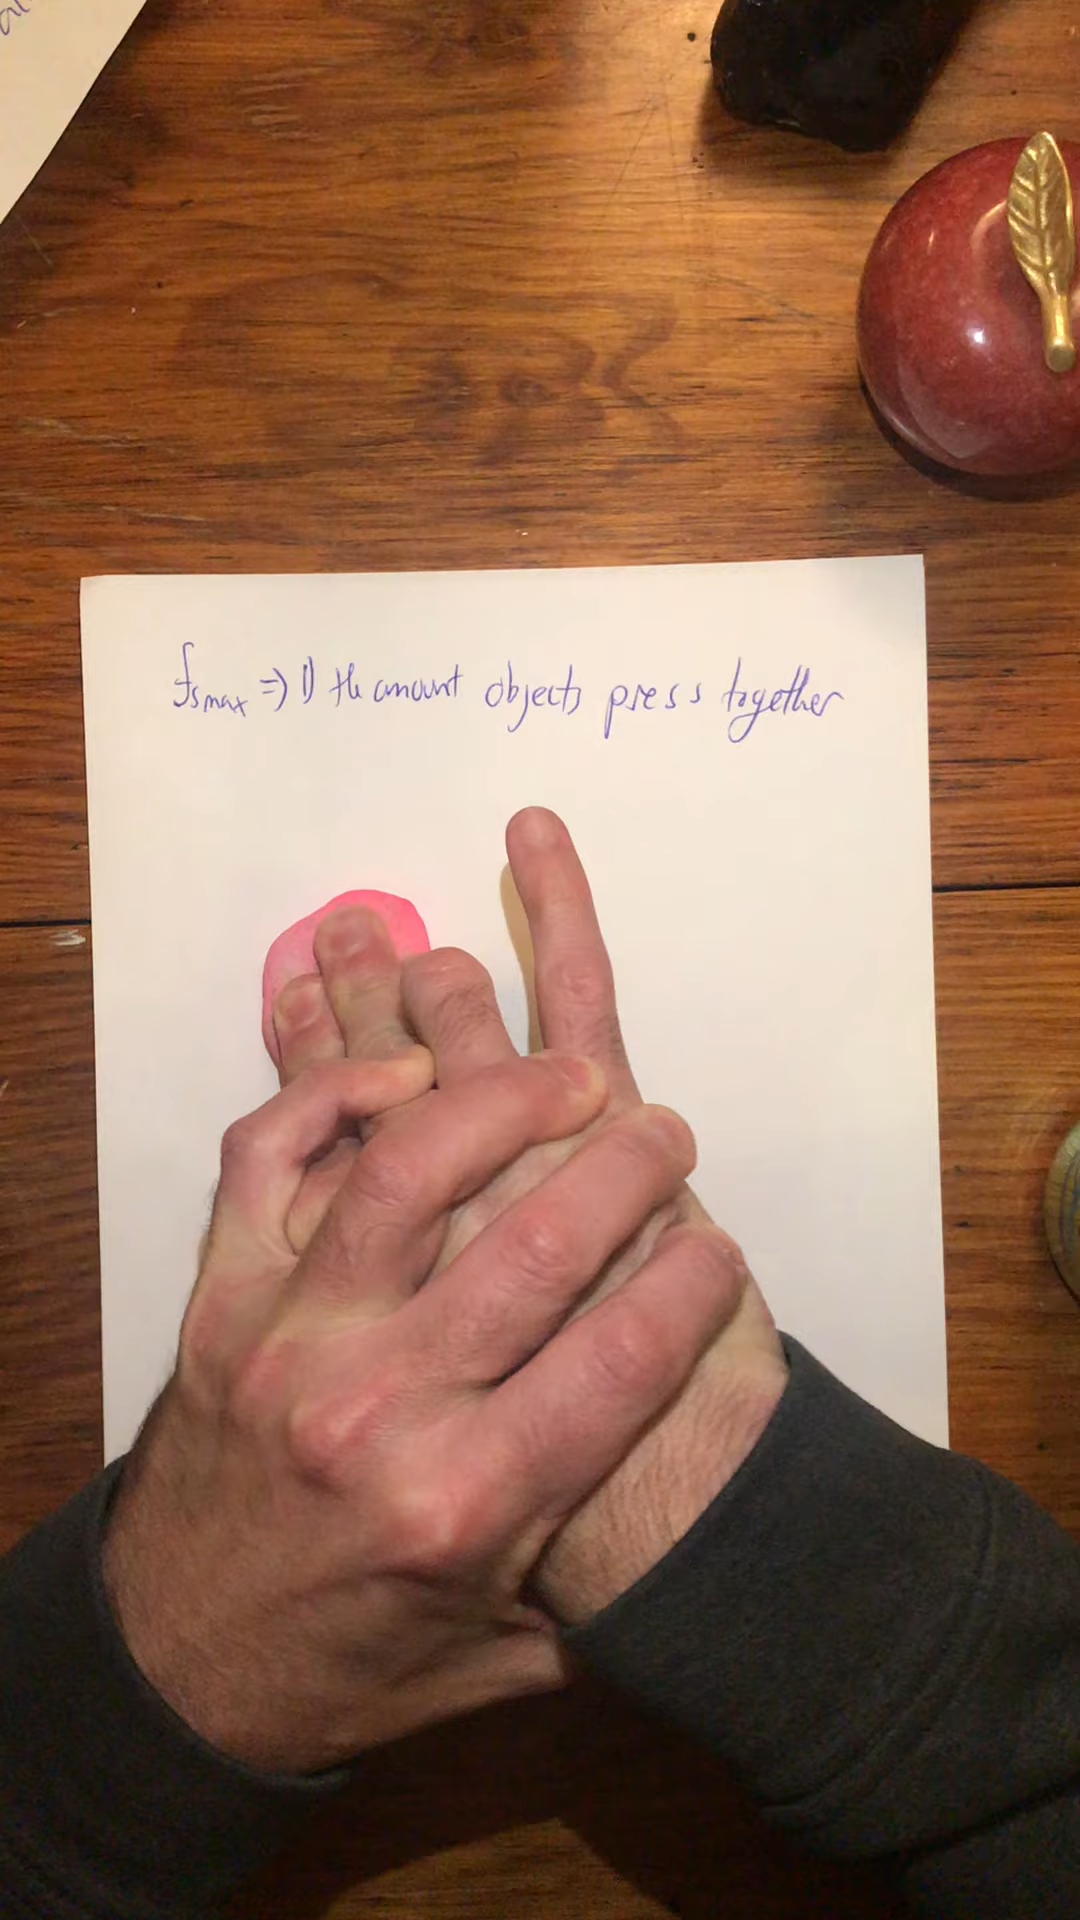 fsmax => 1) the amount objects press together